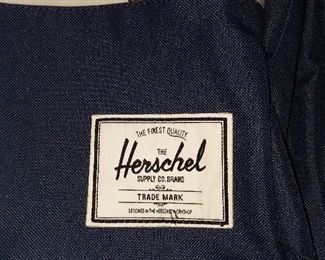 THE FINEST QUALITY
THE
Herschel
SUPPLY CO. BRAND
TRADE MARK
DESIGNED IN THE HERSCHEL WORKSHOP